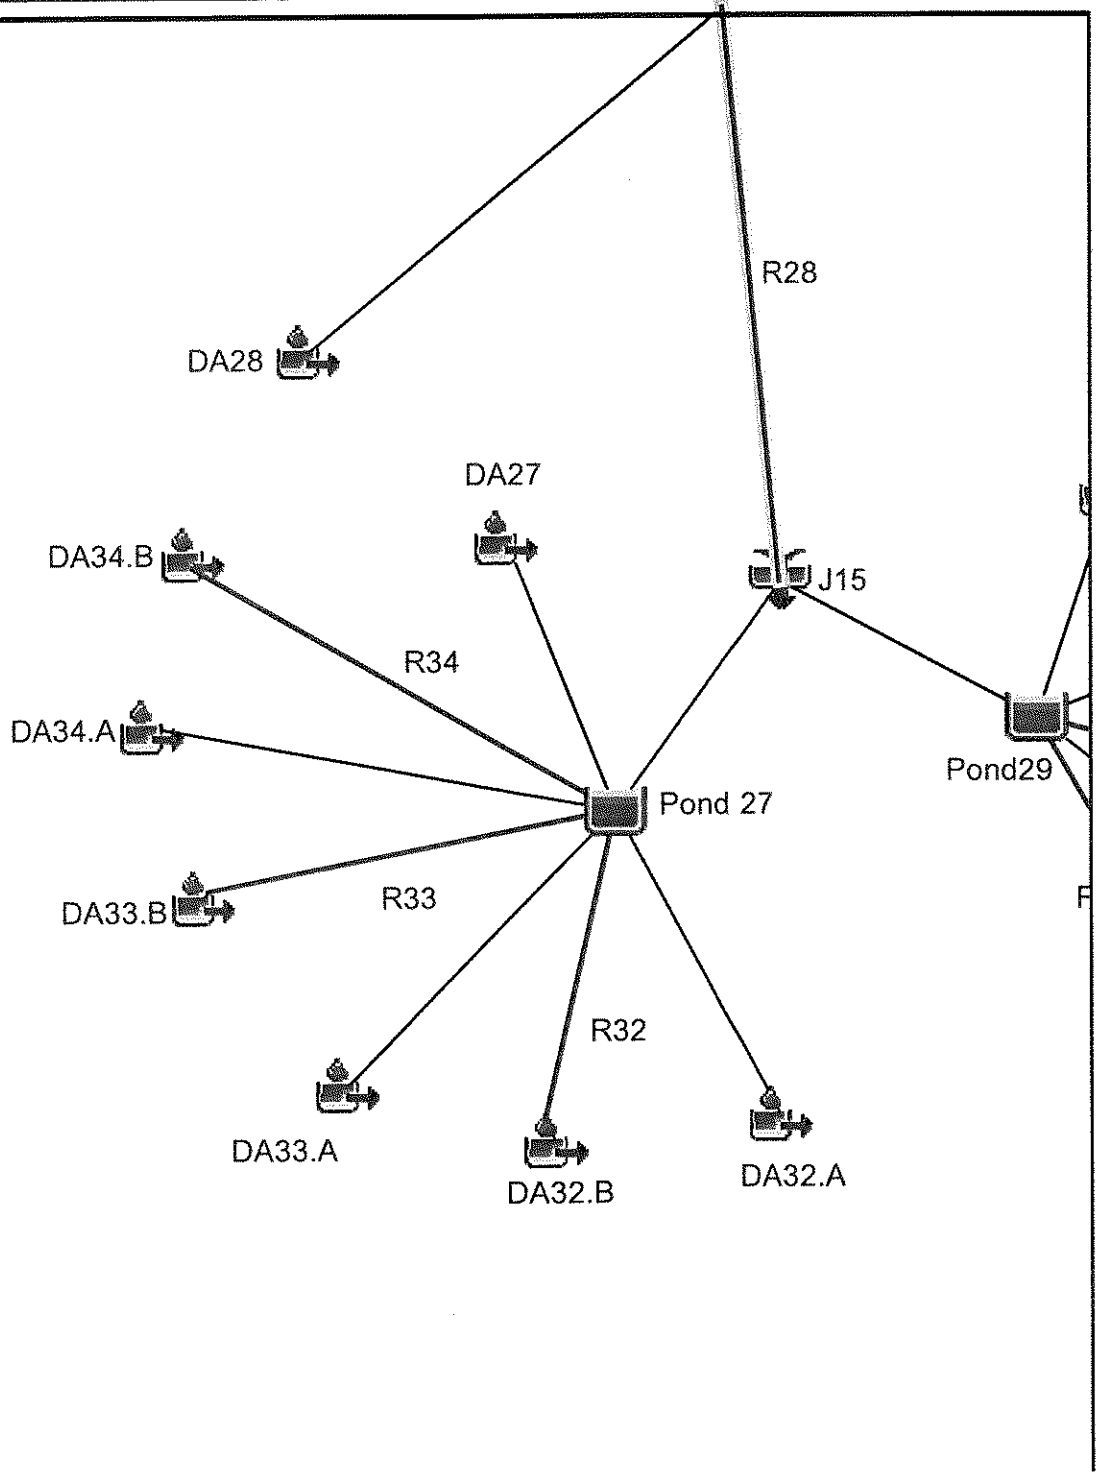 R28
DA28
DA27
DA34.B
J15
R34
DA34.A
Pond29
Pond 27
DA33.B
R33
R32
DA33.A
DA32.B
DA32.A